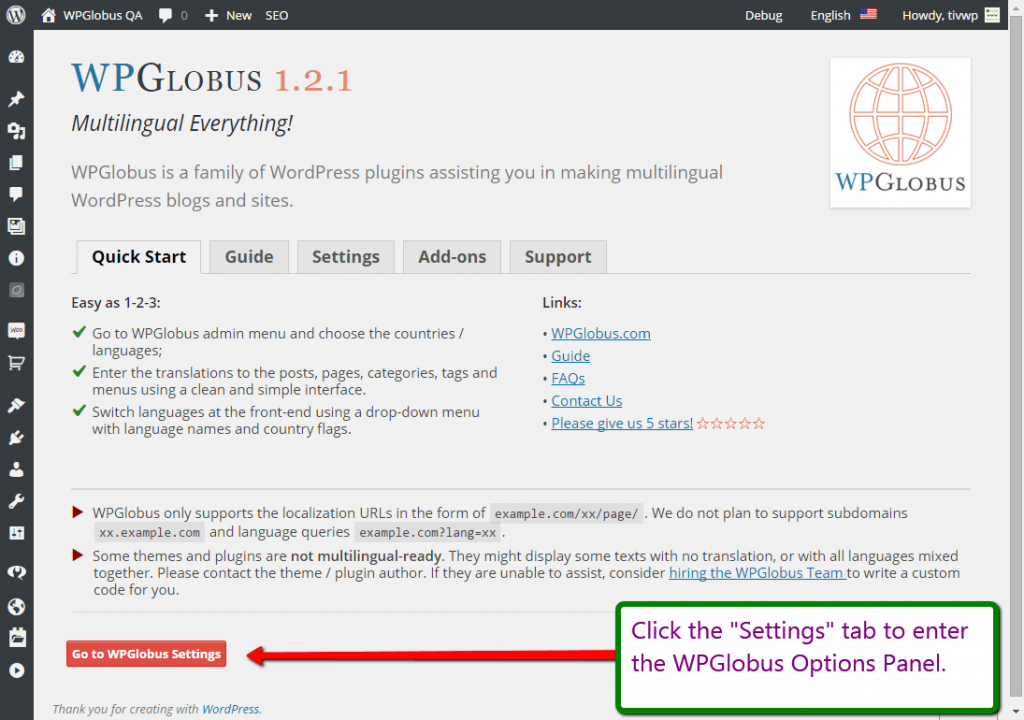 WPGlobus QA 0 New SEO Debug English Howdy, tivwp
WPGLOBUS 1.2.1
Multilingual Everything!
WPGlobus is a family of WordPress plugins assisting you in making multilingual
WordPress blogs and sites.
WPGLOBUS
Quick Start Guide Settings Add-ons Support
Easy as 1-2-3:
Go to WPGlobus admin menu and choose the countries /
languages;
Enter the translations to the posts, pages, categories, tags and
menus using a clean and simple interface.
Switch languages at the front-end using a drop-down menu
with language names and country flags.
Links:
• WPGlobus.com
• Guide
• FAQs
• Contact Us
• Please give us 5 stars! ☆☆☆☆☆
WPGlobus only supports the localization URLs in the form of example.com/xx/page/ . We do not plan to support subdomains
xx.example.com and language queries example.com?lang=xx .
Some themes and plugins are not multilingual-ready. They might display some texts with no translation, or with all languages mixed
together. Please contact the theme / plugin author. If they are unable to assist, consider hiring the WPGlobus Team to write a custom
code for you.
Go to WPGlobus Settings
Click the "Settings" tab to enter
the WPGlobus Options Panel.
Thank you for creating with WordPress.